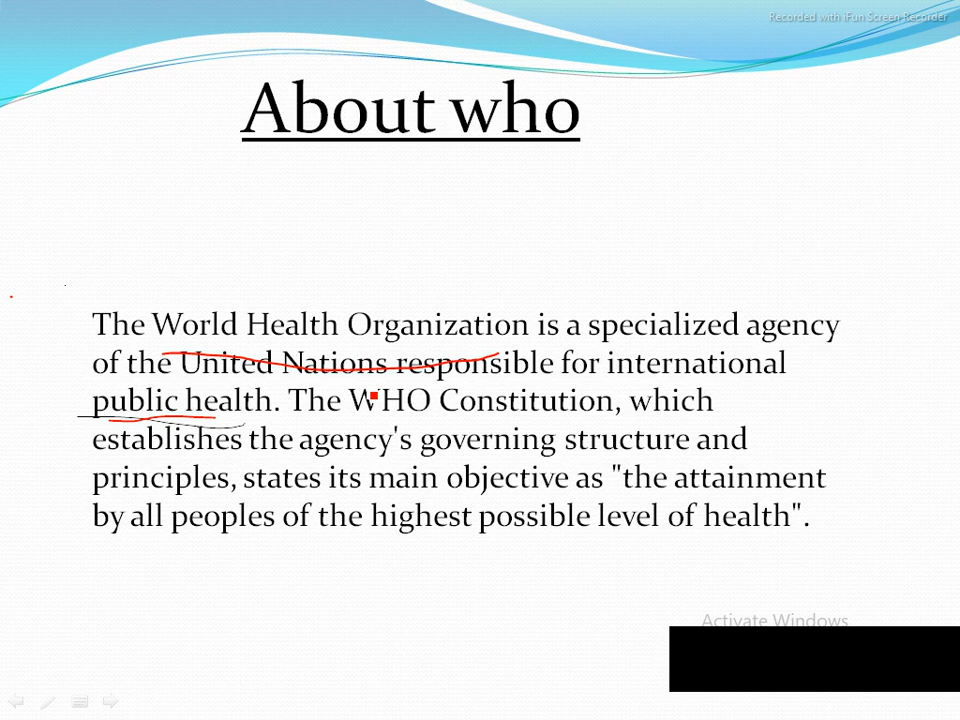 Recorded with iFun Screen Recorder
About who
The World Health Organization is a specialized agency
of the United Nations responsible for international
public health. The WHO Constitution, which
establishes the agency's governing structure and
principles, states its main objective as "the attainment
by all peoples of the highest possible level of health".
Activate Windows